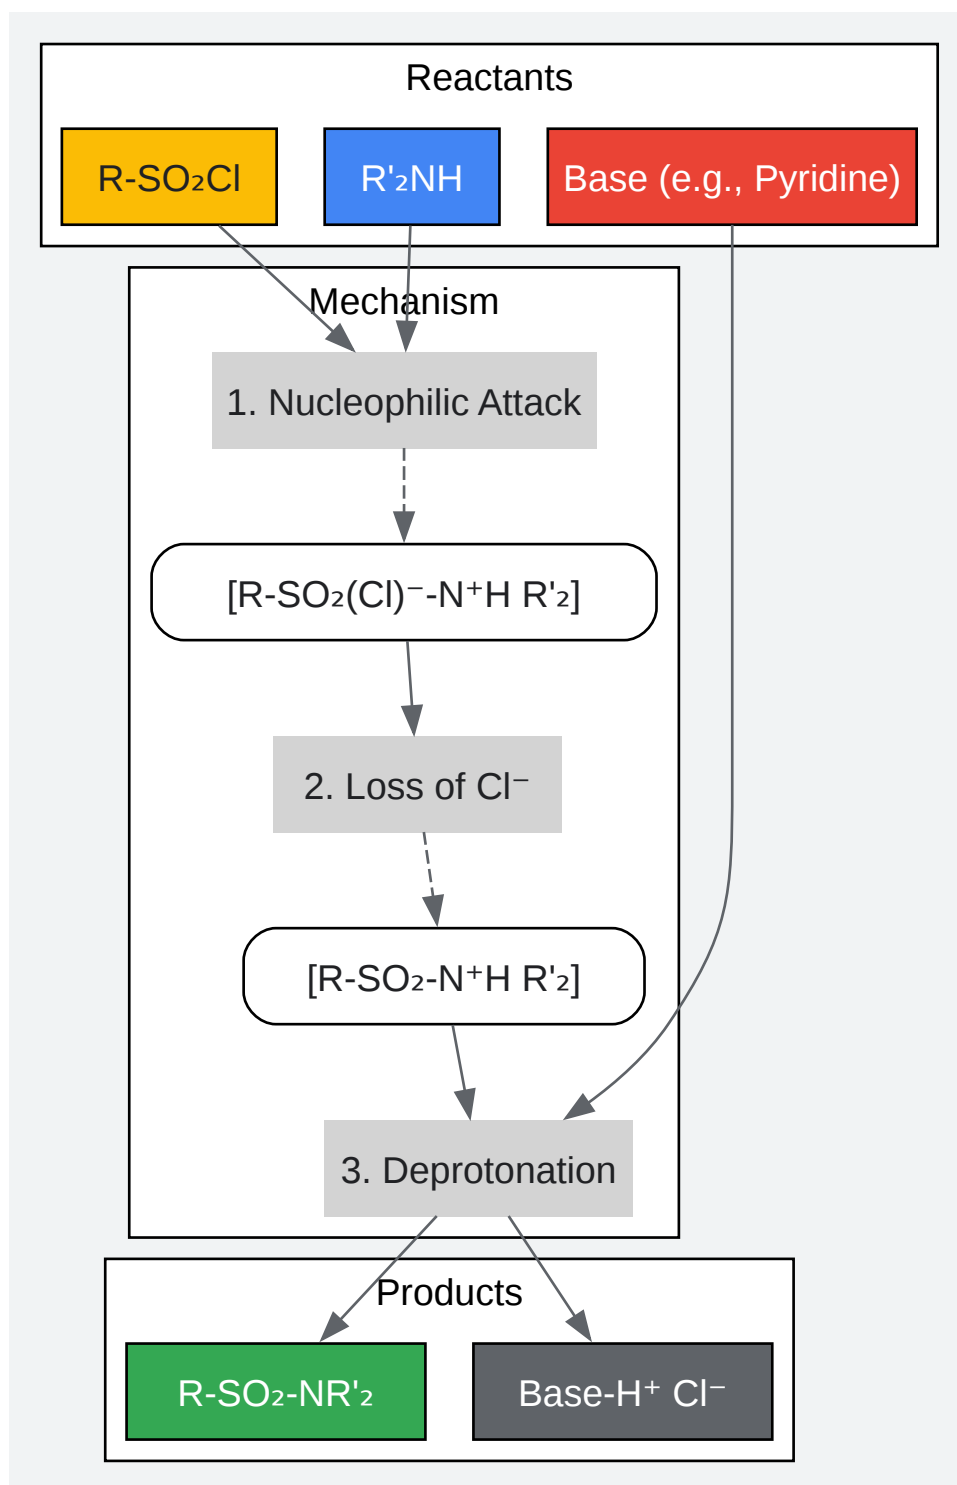 Reactants
R-SO₂Cl
R'₂NH
Base (e.g., Pyridine)
Mechanism
1. Nucleophilic Attack
[R-SO₂(Cl)⁻-N⁺H R'₂]
2. Loss of Cl⁻
[R-SO₂-N⁺H R'₂]
3. Deprotonation
Products
R-SO₂-NR'₂
Base-H⁺ Cl⁻